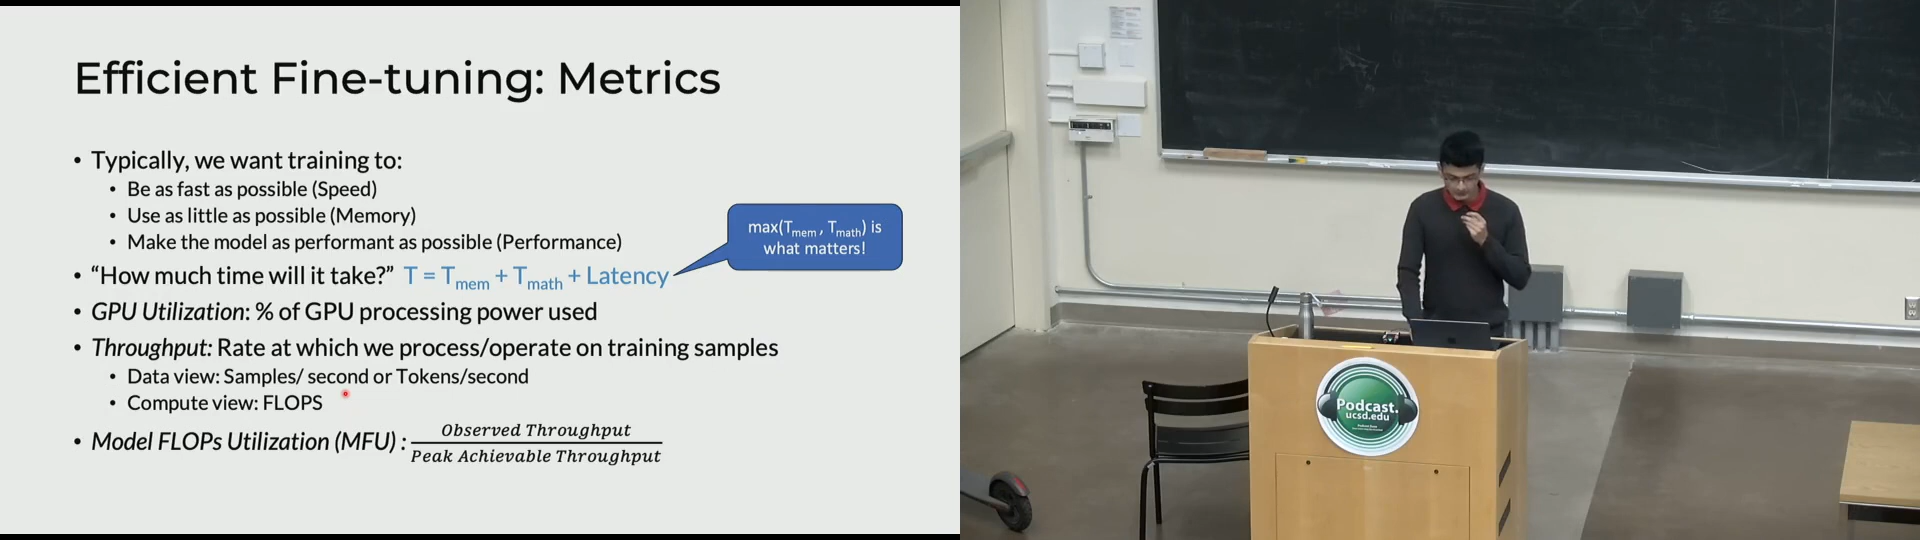 Efficient Fine-tuning: Metrics
• Typically, we want training to:
• Be as fast as possible (Speed)
• Use as little as possible (Memory)
• Make the model as performant as possible (Performance)
max(Tmem , Tmath) is
what matters!
• “How much time will it take?” T = Tmem + Tmath + Latency
• GPU Utilization: % of GPU processing power used
• Throughput: Rate at which we process/operate on training samples
• Data view: Samples/ second or Tokens/second
• Compute view: FLOPS
• Model FLOPs Utilization (MFU) : Observed Throughput
Peak Achievable Throughput
Podcast.
ucsd.edu